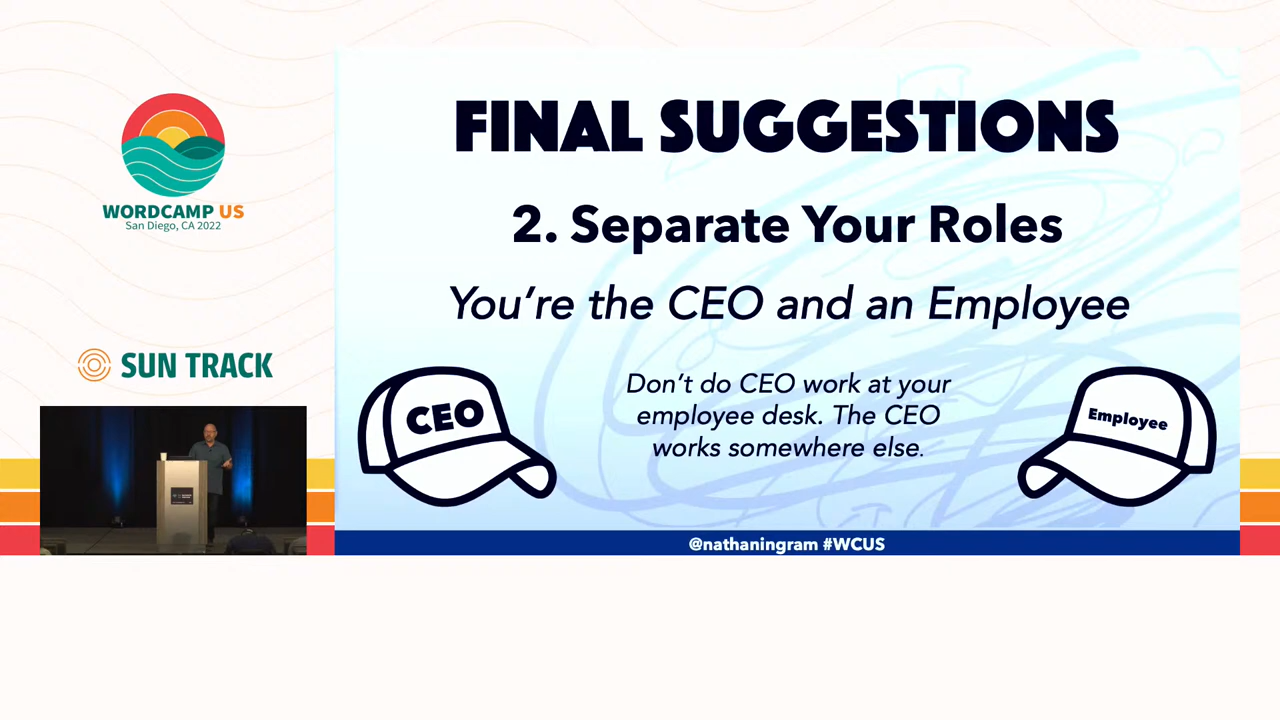 WORDCAMP US
San Diego, CA 2022
SUN TRACK
FINAL SUGGESTIONS
2. Separate Your Roles
You're the CEO and an Employee
CEO
Don't do CEO work at your
employee desk. The CEO
works somewhere else.
Employee
@nathaningram #WCUS